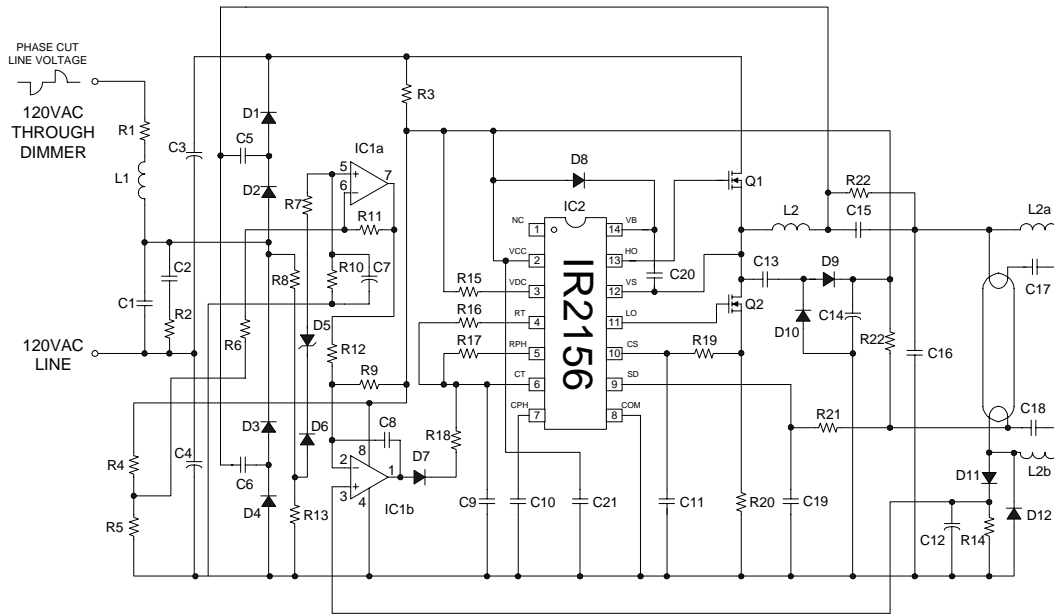 PHASE CUT
LINE VOLTAGE
120VAC
THROUGH
DIMMER
R1
L1
C3
D1
C5
D2
R3
IC1a
5
6
7
R7
R11
D8
IC2
Q1
R22
L2
C15
L2a
C17
NC
1
14
VB
VCC
2
13
HO
VDC
3
12
VS
RT
4
11
LO
RPH
5
10
CS
CT
6
9
SD
CPH
7
8
COM
IR2156
C20
C13
D9
Q2
D10
C14
R22
C16
C2
C1
R2
R8
R10
C7
R15
R16
R17
R19
D5
R6
R12
R9
120VAC
LINE
D3
D6
C8
R18
D7
R21
C18
L2b
R4
C4
C6
D4
R13
8
2
3
1
4
IC1b
R5
C9
C10
C21
C11
R20
C19
D11
C12
R14
D12